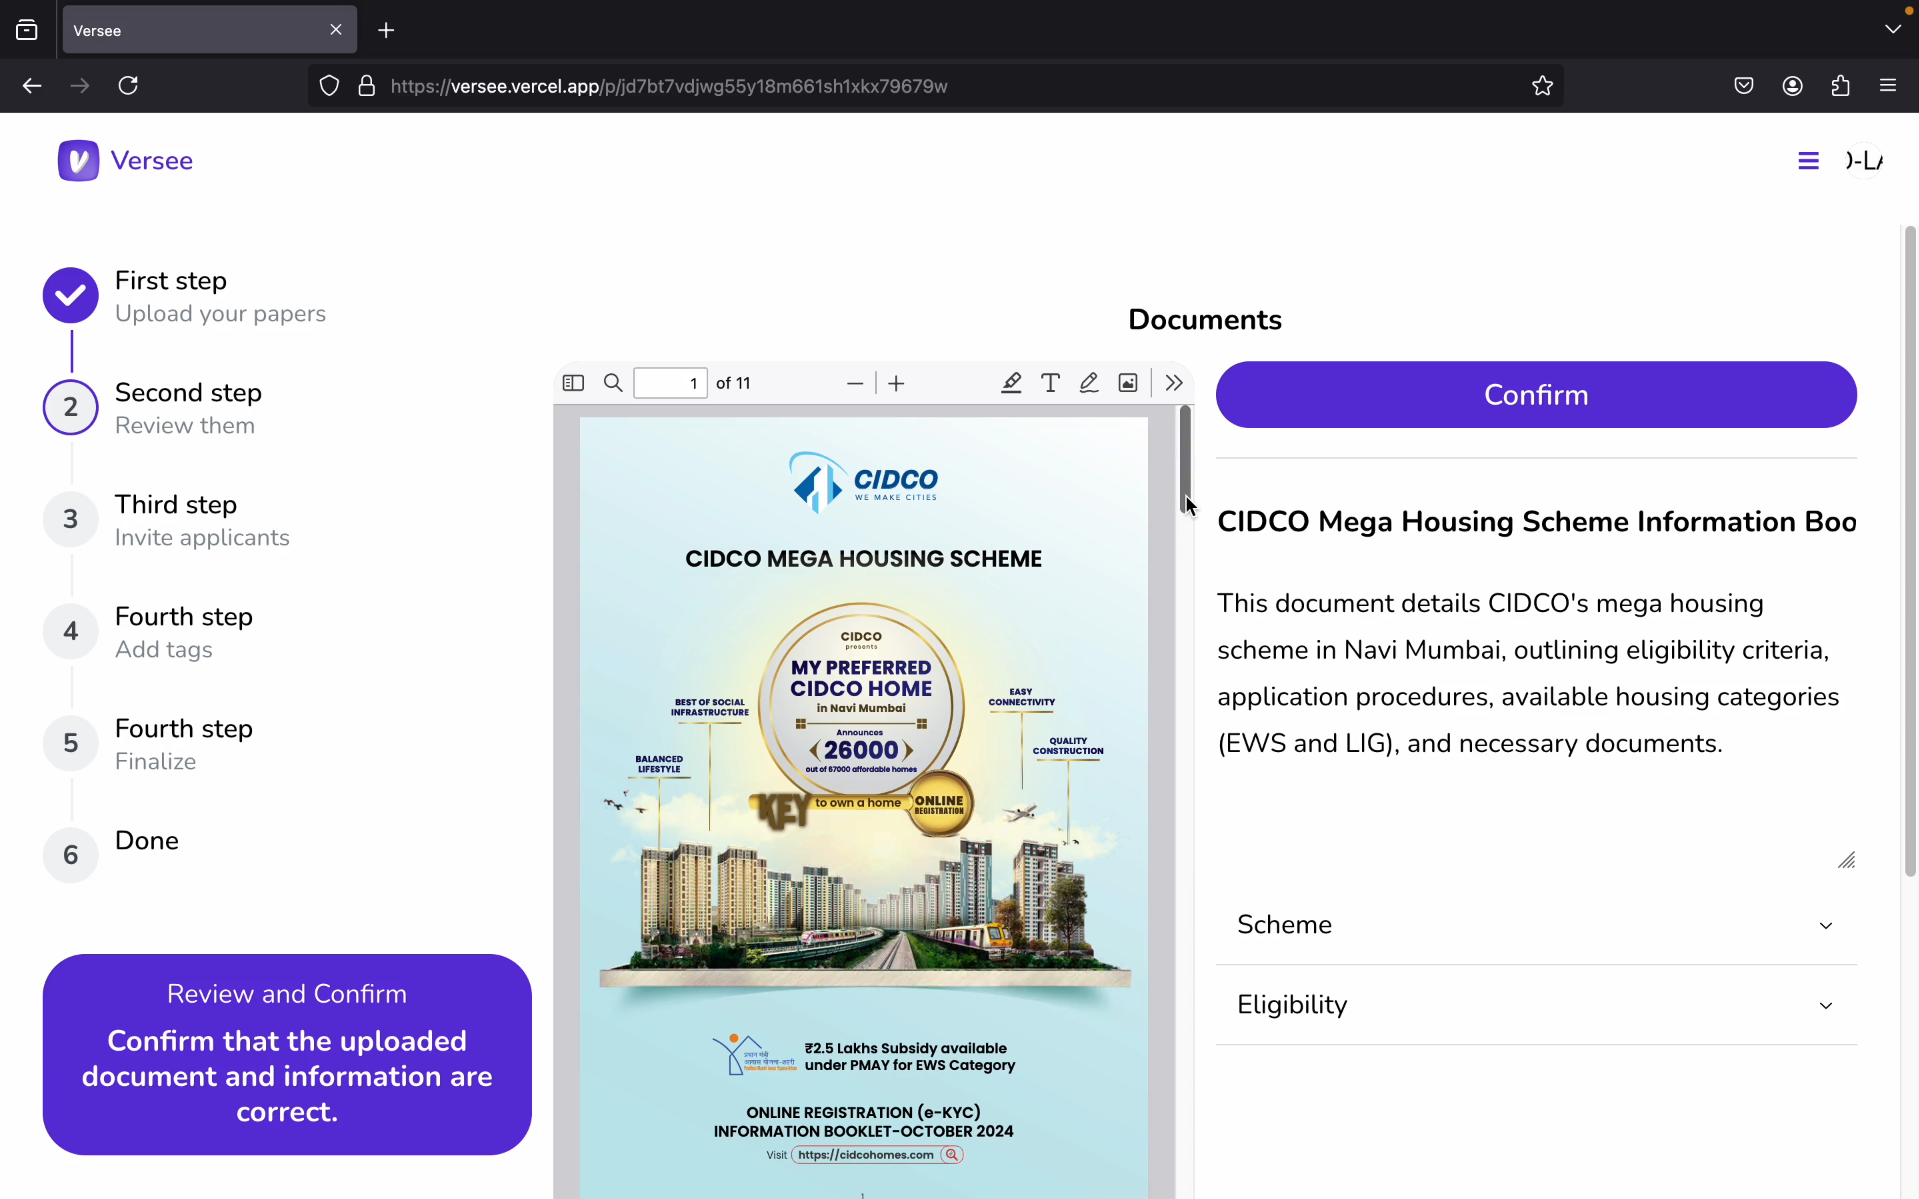 Versee
https://versee.vercel.app/p/jd7bt7vdjwg55y18m661sh1xkx79679w
Versee
O-LA
First step
Upload your papers
2
Second step
Review them
3
Third step
Invite applicants
4
Fourth step
Add tags
5
Fourth step
Finalize
6
Done
Review and Confirm
Confirm that the uploaded
document and information are
correct.
Documents
1 of 11
CIDCO
WE MAKE CITIES
CIDCO MEGA HOUSING SCHEME
CIDCO
presents
MY PREFERRED
CIDCO HOME
in Navi Mumbai
Announces
26000
out of 67000 affordable homes
KEY to own a home
ONLINE
REGISTRATION
BEST OF SOCIAL
INFRASTRUCTURE
BALANCED
LIFESTYLE
EASY
CONNECTIVITY
QUALITY
CONSTRUCTION
₹2.5 Lakhs Subsidy available
under PMAY for EWS Category
ONLINE REGISTRATION (e-KYC)
INFORMATION BOOKLET-OCTOBER 2024
Visit https://cidcohomes.com
Confirm
CIDCO Mega Housing Scheme Information Boo
This document details CIDCO's mega housing
scheme in Navi Mumbai, outlining eligibility criteria,
application procedures, available housing categories
(EWS and LIG), and necessary documents.
Scheme
Eligibility